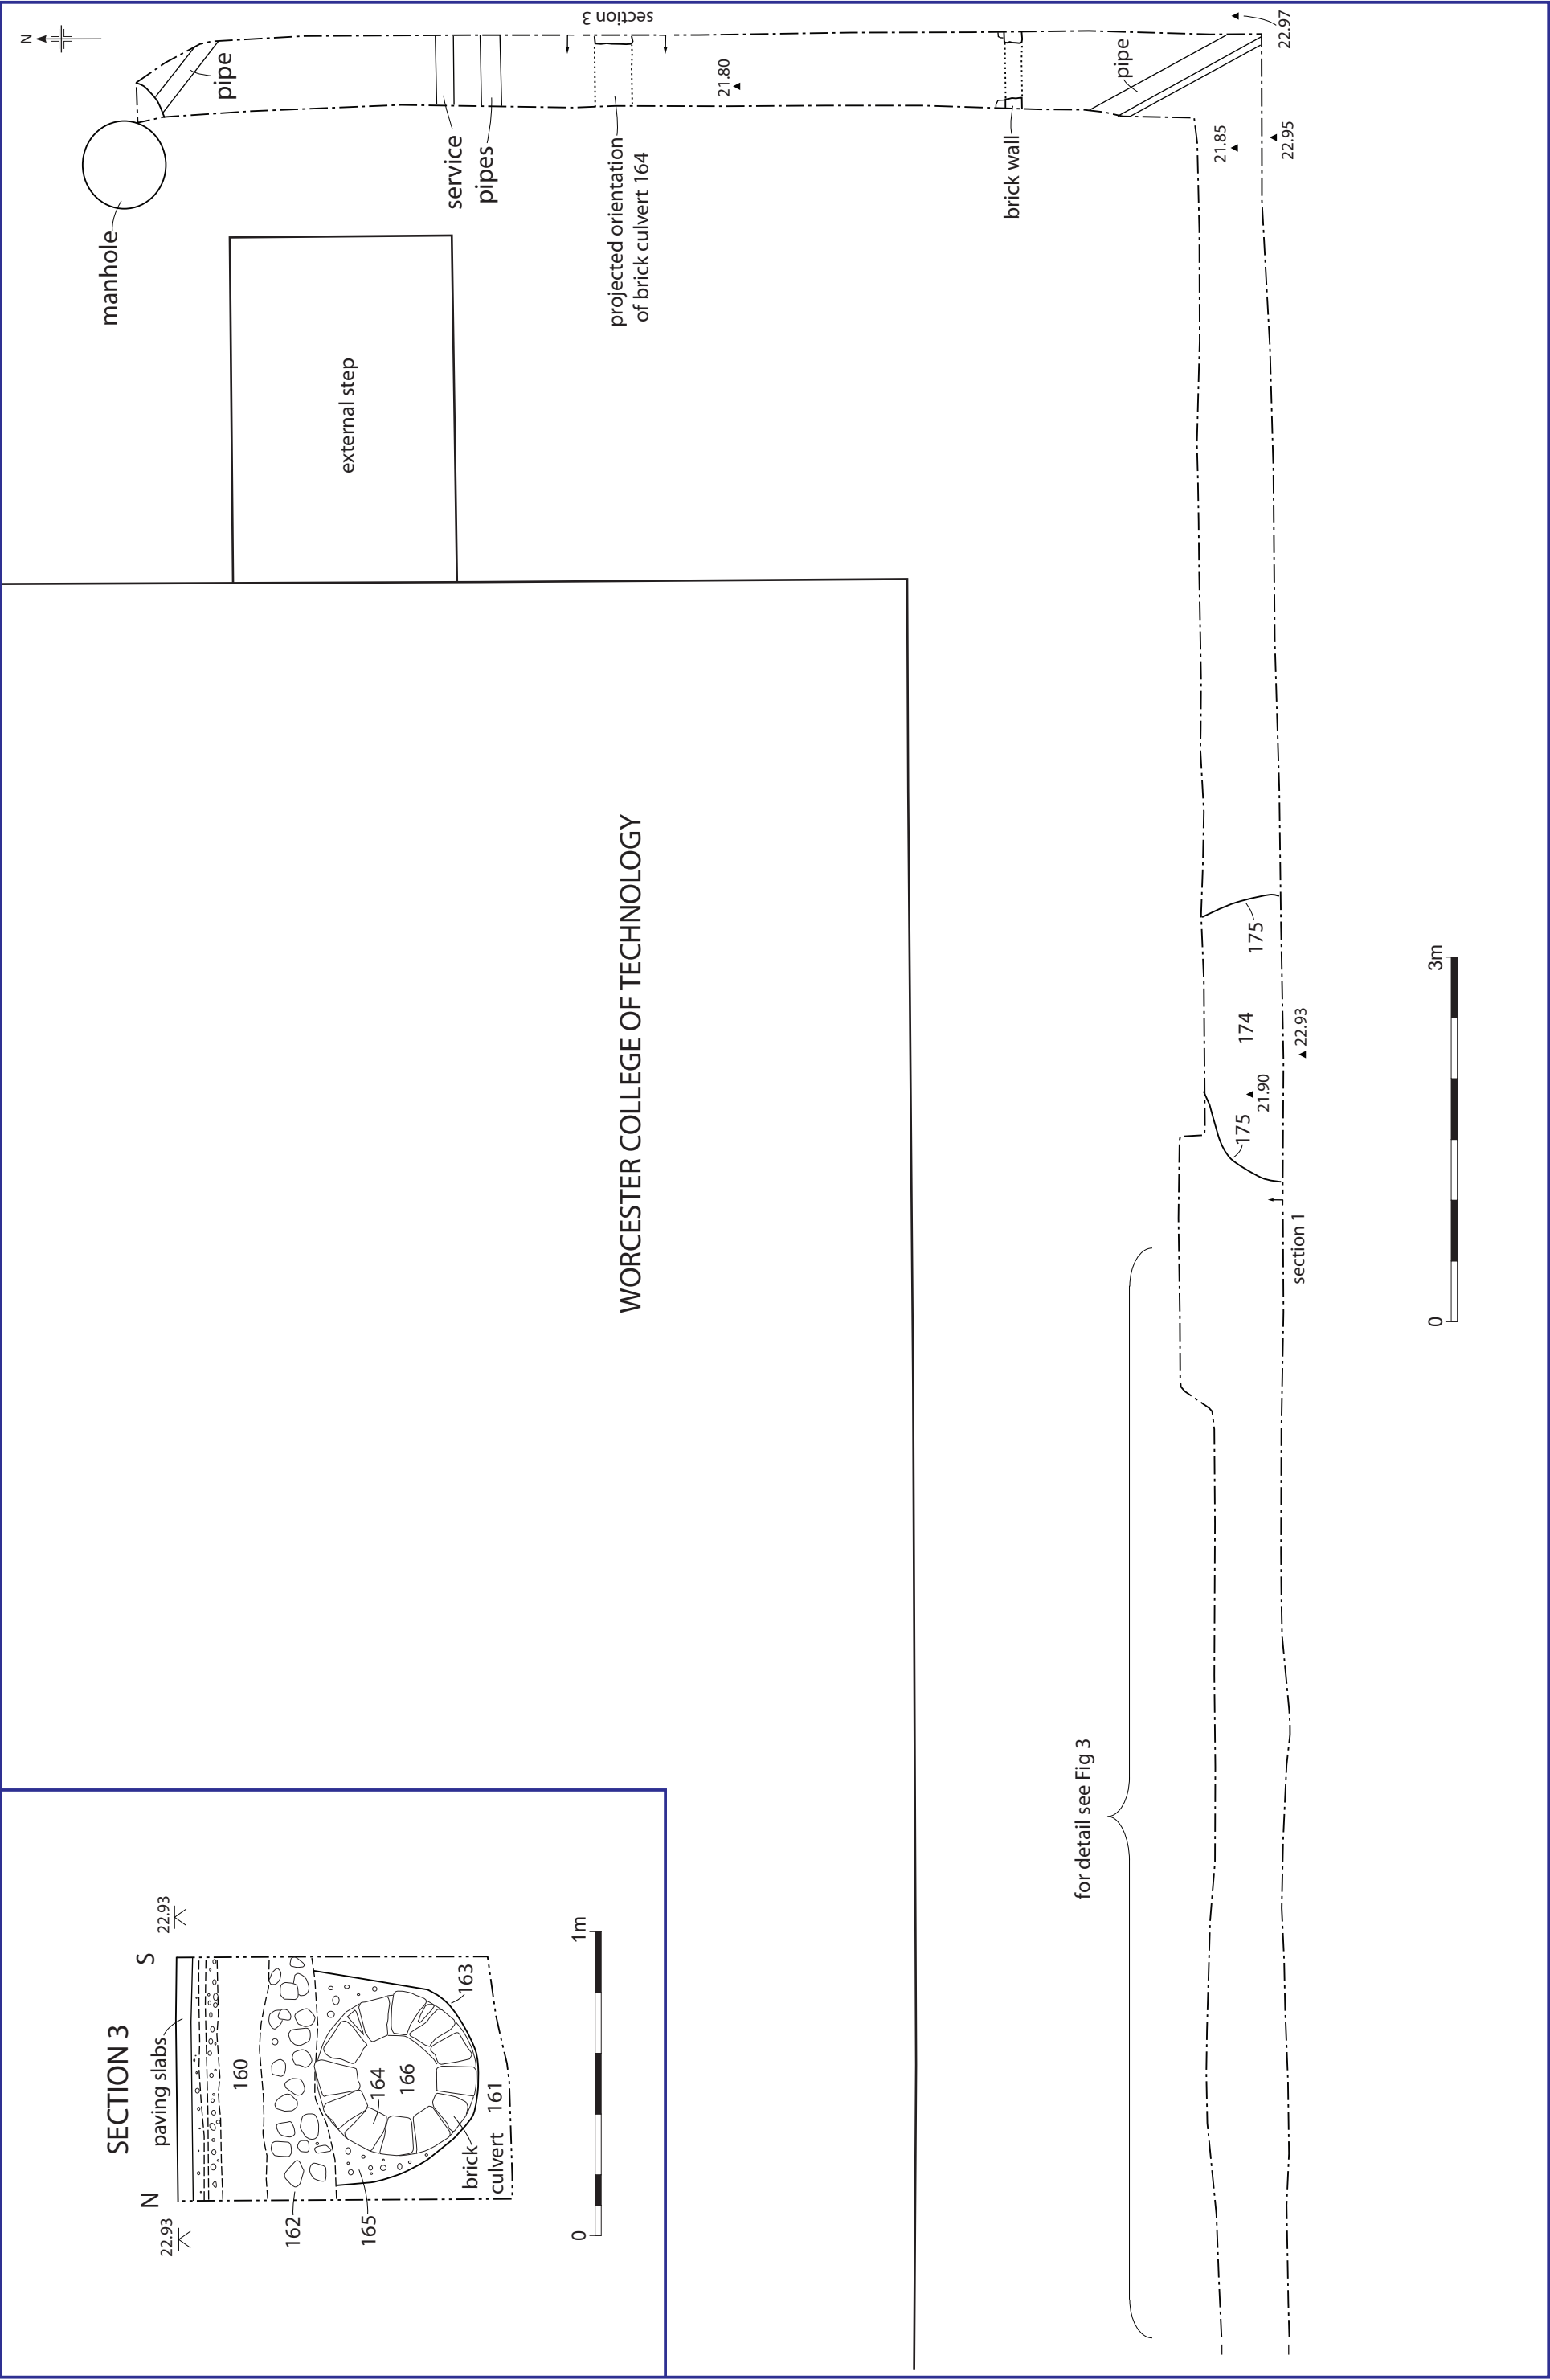 N
pipe
manhole
service
pipes
section 3
projected orientation
of brick culvert 164
21.80
brick wall
pipe
22.97
21.85
22.95
external step
WORCESTER COLLEGE OF TECHNOLOGY
175
174
22.93
21.90
175
section 1
for detail see Fig 3
0
3m
SECTION 3
N
S
22.93
22.93
paving slabs
160
162
164
166
165
163
161
brick
culvert
0
1m